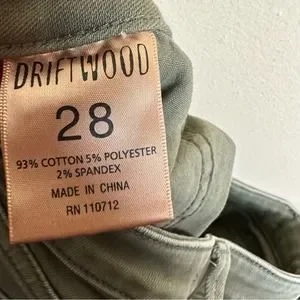 DRIFTWOOD
28
93% COTTON 5% POLYESTER
2% SPANDEX
MADE IN CHINA
RN 110712